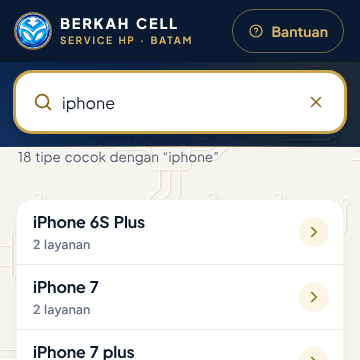 BERKAH CELL
SERVICE HP · BATAM
Bantuan
iphone
18 tipe cocok dengan “iphone”
iPhone 6S Plus
2 layanan
iPhone 7
2 layanan
iPhone 7 plus